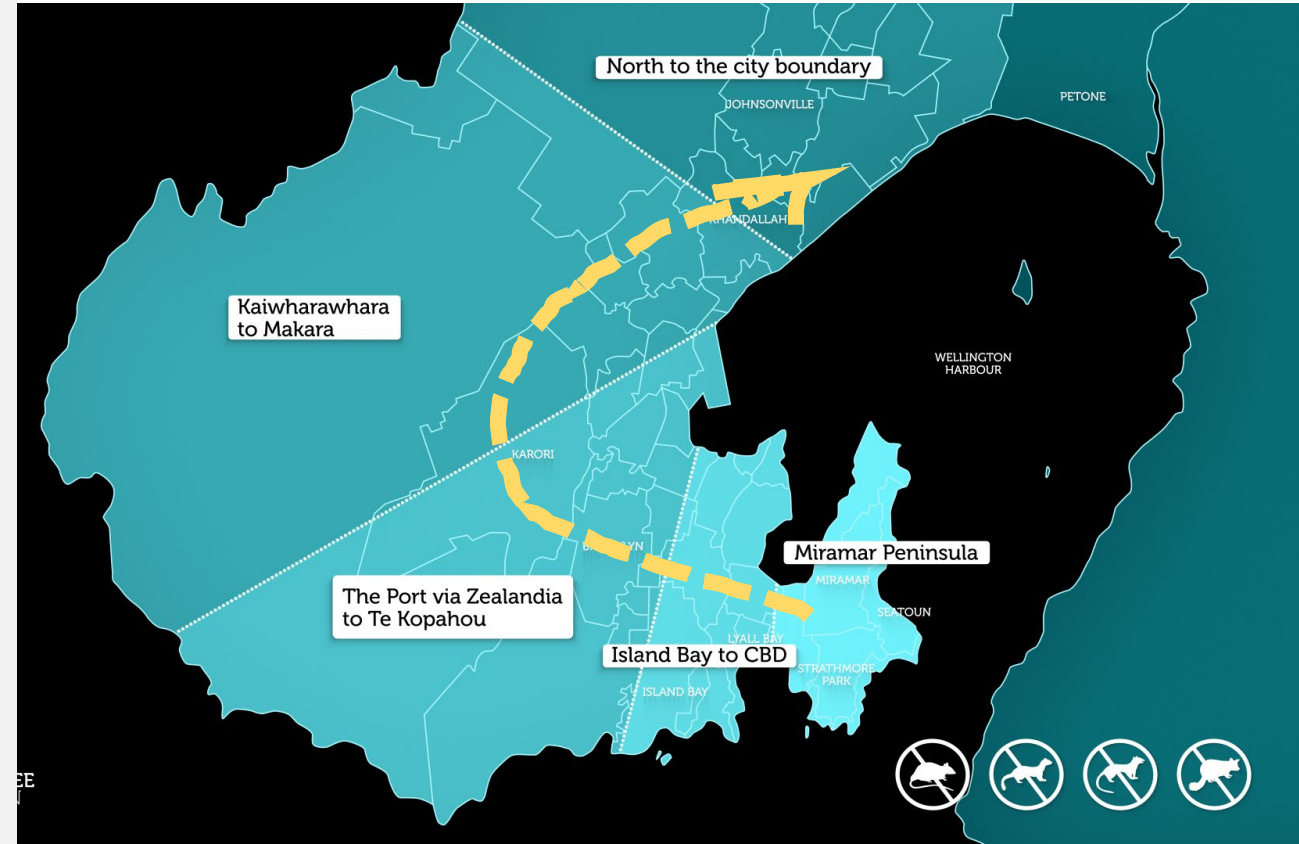 North to the city boundary
JOHNSONVILLE
PETONE
KHANDALLAH
Kaiwharawhara
to Makara
WELLINGTON
HARBOUR
KARORI
Miramar Peninsula
MIRAMAR
The Port via Zealandia
to Te Kopahou
SEATOUN
LYALL BAY
Island Bay to CBD
STRATHMORE
PARK
ISLAND BAY